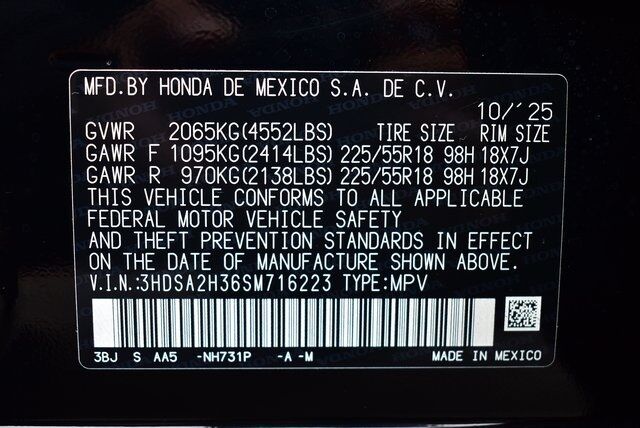 MFD.BY HONDA DE MEXICO S.A. DE C.V.
10/'25
GVWR 2065KG(4552LBS) TIRE SIZE RIM SIZE
GAWR F 1095KG(2414LBS) 225/55R18 98H 18X7J
GAWR R 970KG(2138LBS) 225/55R18 98H 18X7J
THIS VEHICLE CONFORMS TO ALL APPLICABLE
FEDERAL MOTOR VEHICLE SAFETY
AND THEFT PREVENTION STANDARDS IN EFFECT
ON THE DATE OF MANUFACTURE SHOWN ABOVE.
V.I.N.:3HDSA2H36SM716223 TYPE:MPV
3BJ S AA5 -NH731P -A-M MADE IN MEXICO